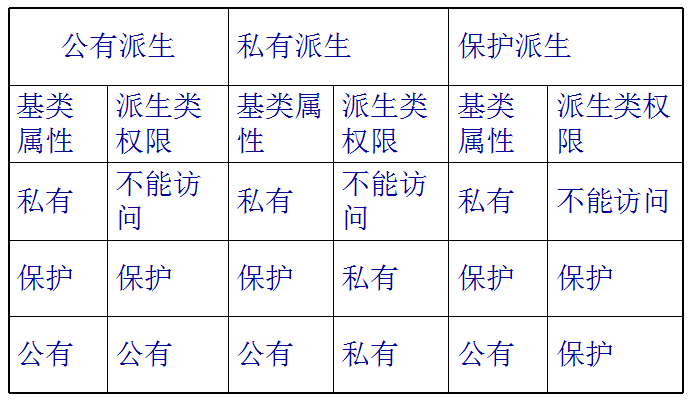 公有派生 私有派生 保护派生
基类属性 派生类权限 基类属性 派生类权限 基类属性 派生类权限
私有 不能访问 私有 不能访问 私有 不能访问
保护 保护 保护 私有 保护 保护
公有 公有 公有 私有 公有 保护